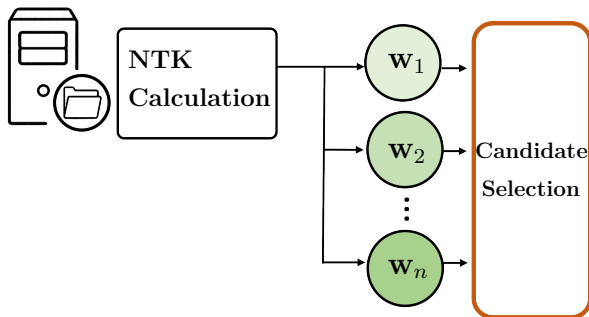 NTK
Calculation
w₁
w₂
wₙ
Candidate
Selection